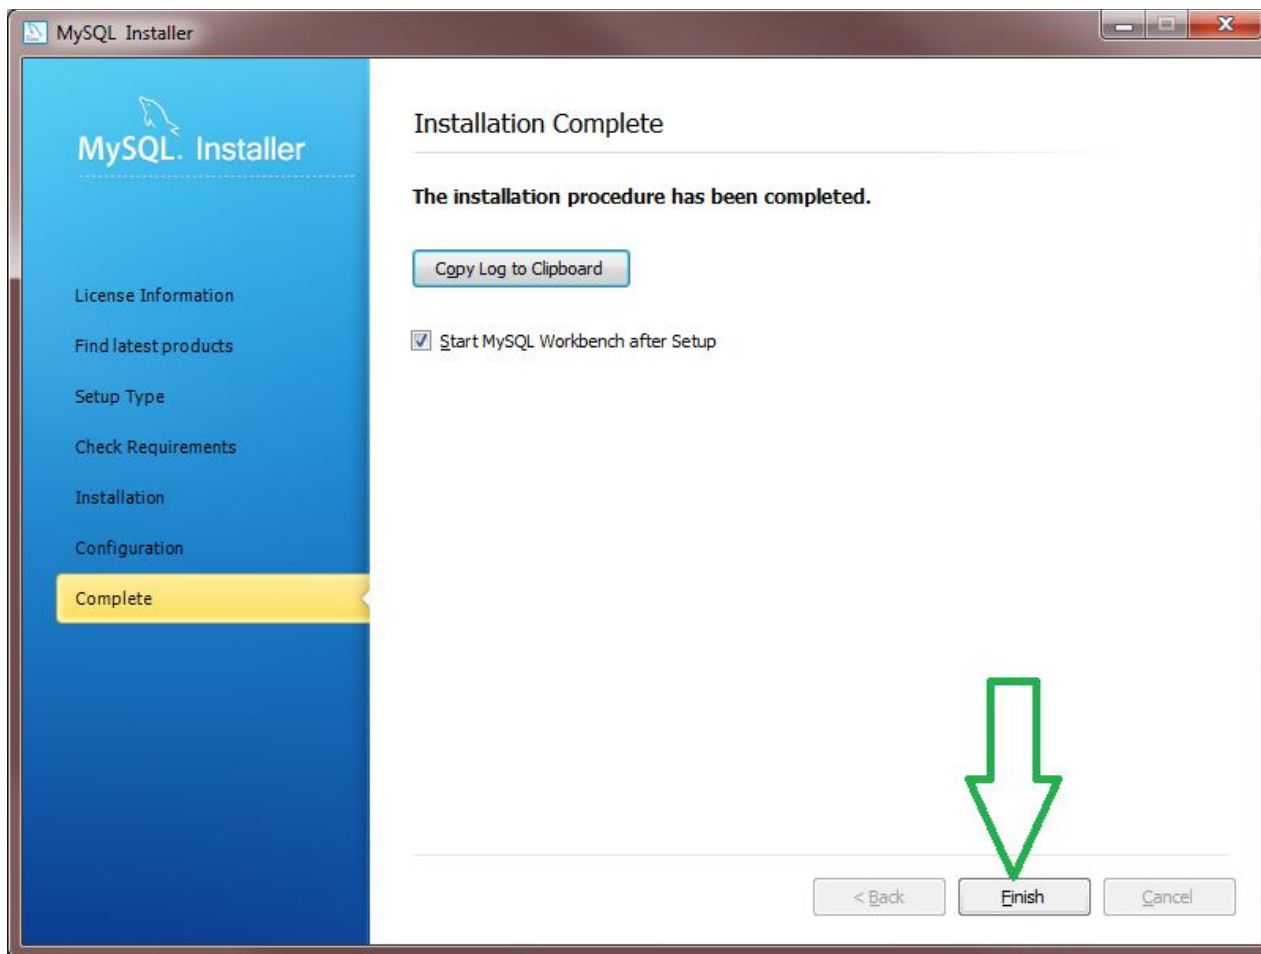 MySQL Installer
MySQL. Installer
License Information
Find latest products
Setup Type
Check Requirements
Installation
Configuration
Complete
Installation Complete
The installation procedure has been completed.
Copy Log to Clipboard
Start MySQL Workbench after Setup
< Back
Finish
Cancel